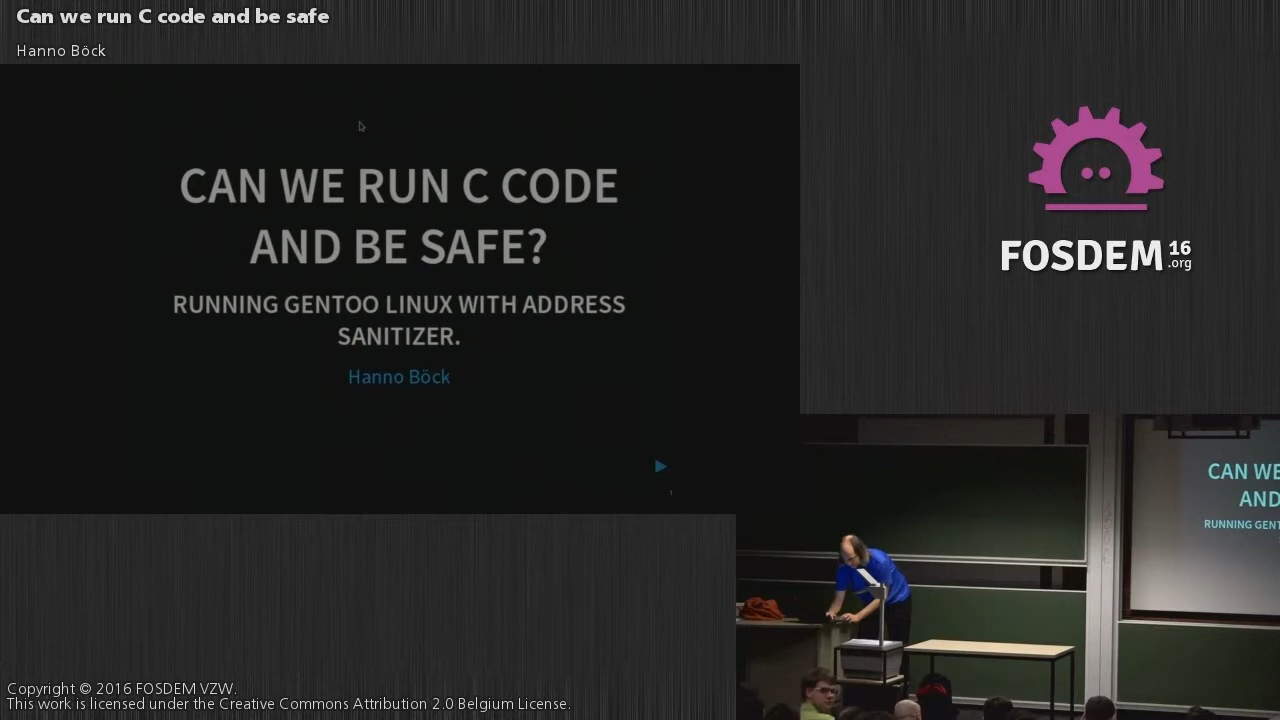 Can we run C code and be safe
Hanno Böck
CAN WE RUN C CODE
AND BE SAFE?
RUNNING GENTOO LINUX WITH ADDRESS
SANITIZER.
Hanno Böck
1
FOSDEM 16
.org
CAN WE
AND
RUNNING GENT
Copyright © 2016 FOSDEM VZW.
This work is licensed under the Creative Commons Attribution 2.0 Belgium License.